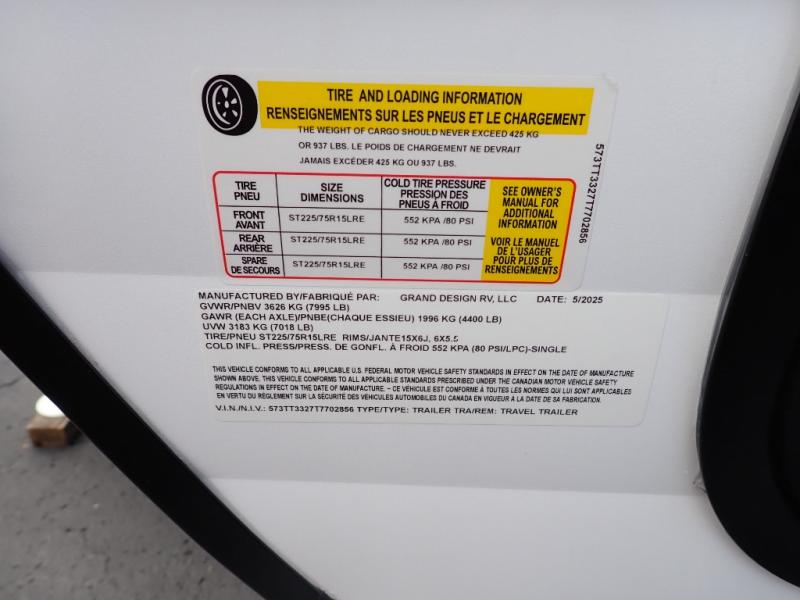 TIRE AND LOADING INFORMATION
RENSEIGNEMENTS SUR LES PNEUS ET LE CHARGEMENT
THE WEIGHT OF CARGO SHOULD NEVER EXCEED 425 KG
OR 937 LBS. LE POIDS DE CHARGEMENT NE DEVRAIT
JAMAIS EXCÉDER 425 KG OU 937 LBS.
TIRE
PNEU
SIZE
DIMENSIONS
COLD TIRE PRESSURE
PRESSION DES
PNEUS À FROID
FRONT
AVANT
ST225/75R15LRE
552 KPA /80 PSI
REAR
ARRIÈRE
ST225/75R15LRE
552 KPA /80 PSI
SPARE
DE SECOURS
ST225/75R15LRE
552 KPA /80 PSI
SEE OWNER'S
MANUAL FOR
ADDITIONAL
INFORMATION
VOIR LE MANUEL
DE L'USAGER
POUR PLUS DE
RENSEIGNEMENTS
573TT3327T7702856
MANUFACTURED BY/FABRIQUÉ PAR: GRAND DESIGN RV, LLC DATE: 5/2025
GVWR/PNBV 3626 KG (7995 LB)
GAWR (EACH AXLE)/PNBE(CHAQUE ESSIEU) 1996 KG (4400 LB)
UVW 3183 KG (7018 LB)
TIRE/PNEU ST225/75R15LRE RIMS/JANTE15X6J, 6X5.5
COLD INFL. PRESS/PRESS. DE GONFL. À FROID 552 KPA (80 PSI/LPC)-SINGLE
THIS VEHICLE CONFORMS TO ALL APPLICABLE U.S. FEDERAL MOTOR VEHICLE SAFETY STANDARDS IN EFFECT ON THE DATE OF MANUFACTURE
SHOWN ABOVE. THIS VEHICLE CONFORMS TO ALL APPLICABLE STANDARDS PRESCRIBED UNDER THE CANADIAN MOTOR VEHICLE SAFETY
REGULATIONS IN EFFECT ON THE DATE OF MANUFACTURE. / CE VÉHICULE EST CONFORME À TOUTES LES NORMES QUI LUI SONT APPLICABLES
EN VERTU DU RÈGLEMENT SUR LA SÉCURITÉ DES VÉHICULES AUTOMOBILES DU CANADA EN VIGUEUR À LA DATE DE SA FABRICATION.
V.I.N./N.I.V.: 573TT3327T7702856 TYPE/TYPE: TRAILER TRA/REM: TRAVEL TRAILER